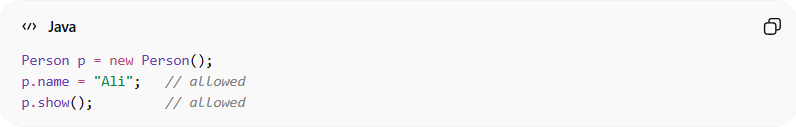 </> Java
Person p = new Person();
p.name = "Ali";   // allowed
p.show();         // allowed